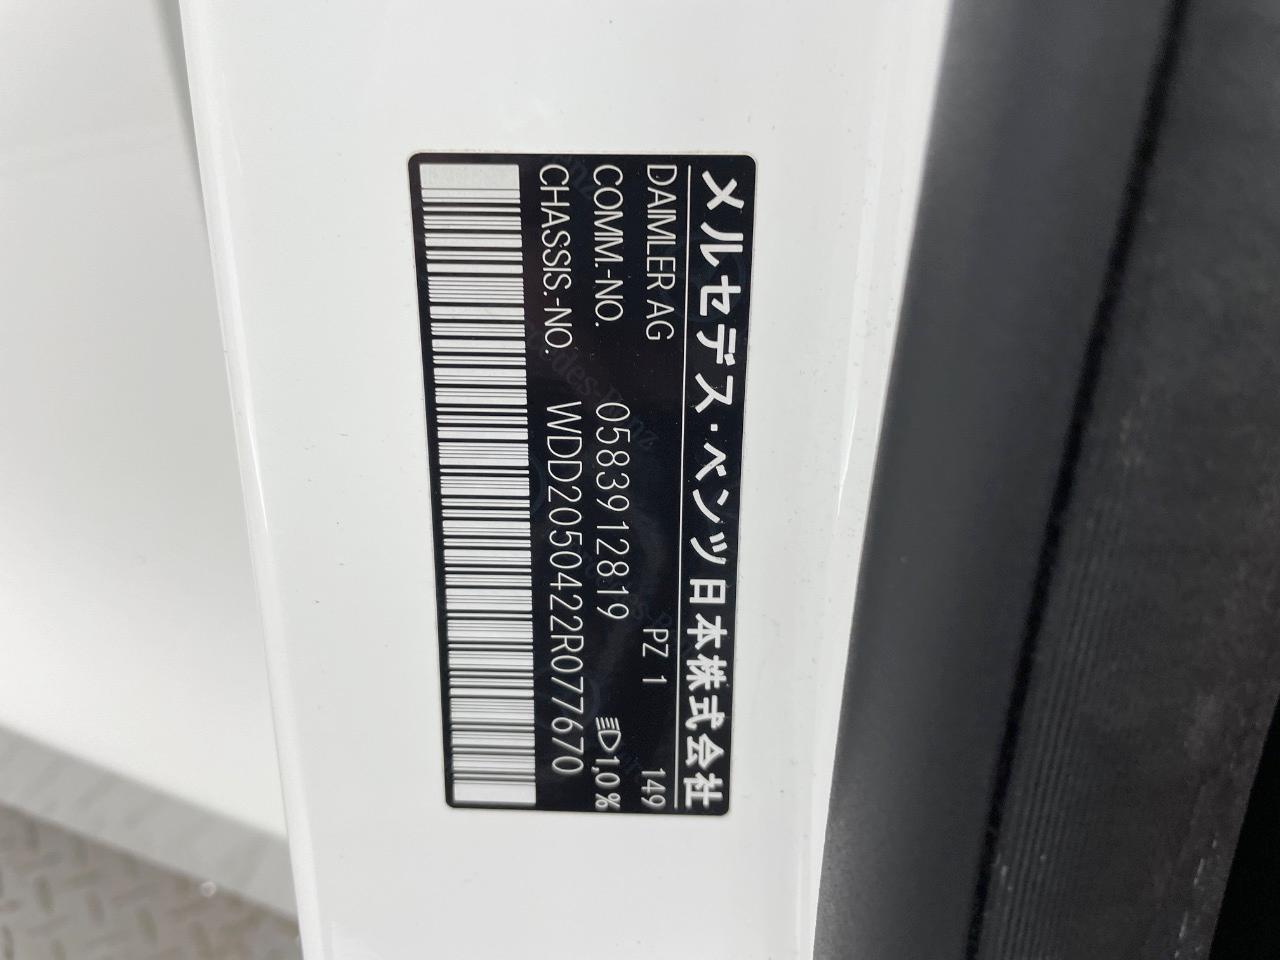 メルセデス・ベンツ日本株式会社
DAIMLER AG PZ 1 149
COMM.-NO. 0583912819 1,0%
CHASSIS.-NO. WDD2050422R077670